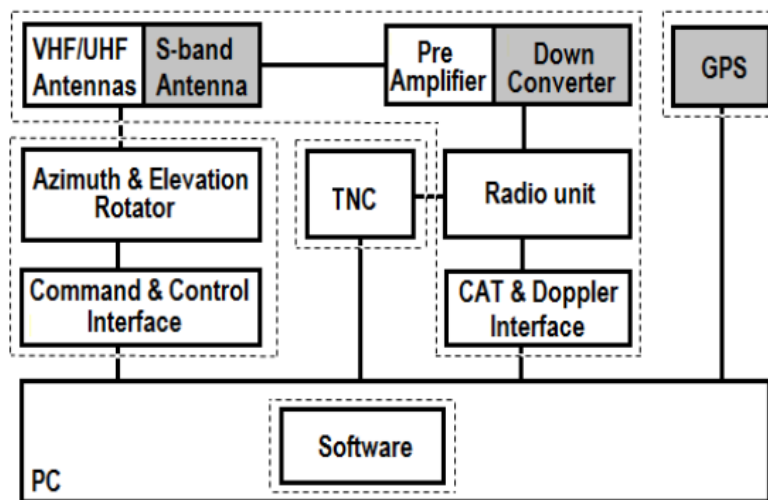 VHF/UHF
Antennas
S-band
Antenna
Pre
Amplifier
Down
Converter
GPS
Azimuth & Elevation
Rotator
TNC
Radio unit
Command & Control
Interface
CAT & Doppler
Interface
Software
PC